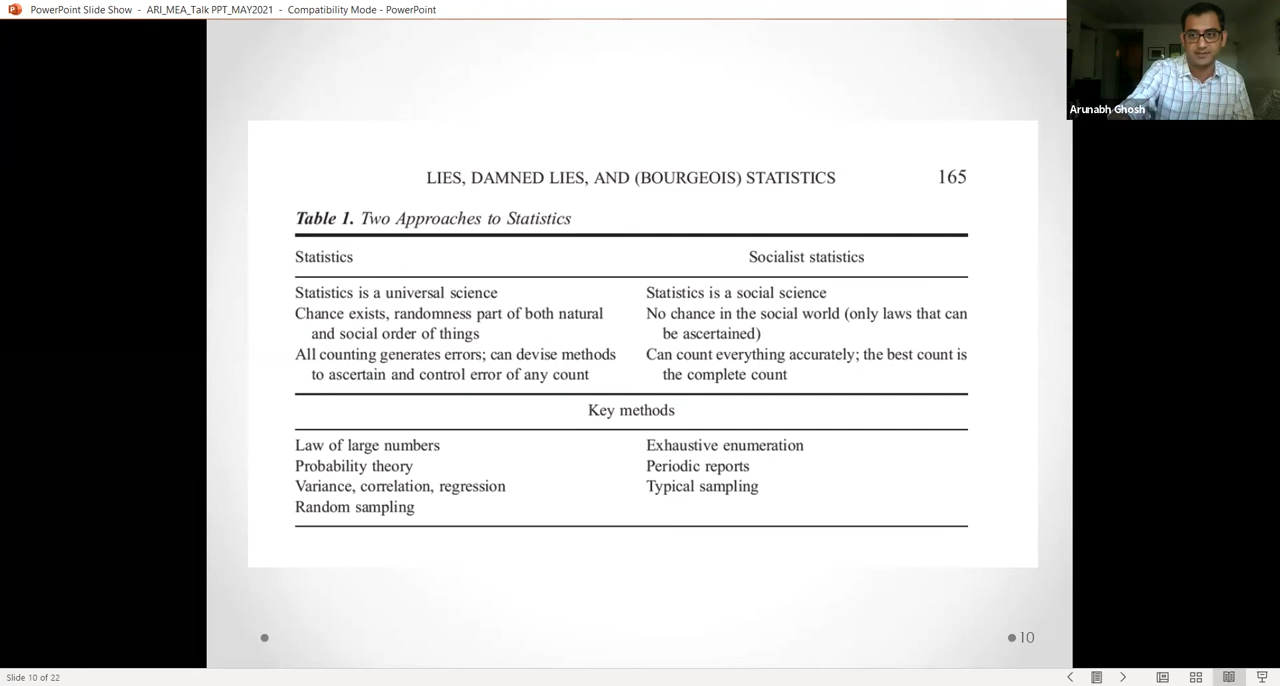 PowerPoint Slide Show - ARI_MEA_Talk PPT_MAY2021 - Compatibility Mode - PowerPoint
Arunabh Ghosh
LIES, DAMNED LIES, AND (BOURGEOIS) STATISTICS 165
Table 1. Two Approaches to Statistics
Statistics Socialist statistics
Statistics is a universal science Statistics is a social science
Chance exists, randomness part of both natural No chance in the social world (only laws that can
and social order of things be ascertained)
All counting generates errors; can devise methods Can count everything accurately; the best count is
to ascertain and control error of any count the complete count
Key methods
Law of large numbers Exhaustive enumeration
Probability theory Periodic reports
Variance, correlation, regression Typical sampling
Random sampling
10
Slide 10 of 22